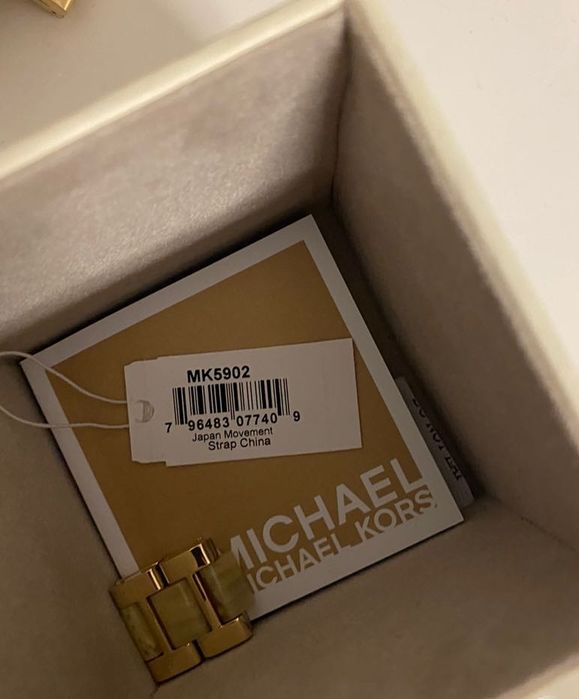 MK5902
7 96483 07740 9
Japan Movement
Strap China
MICHAEL
MICHAEL KORS